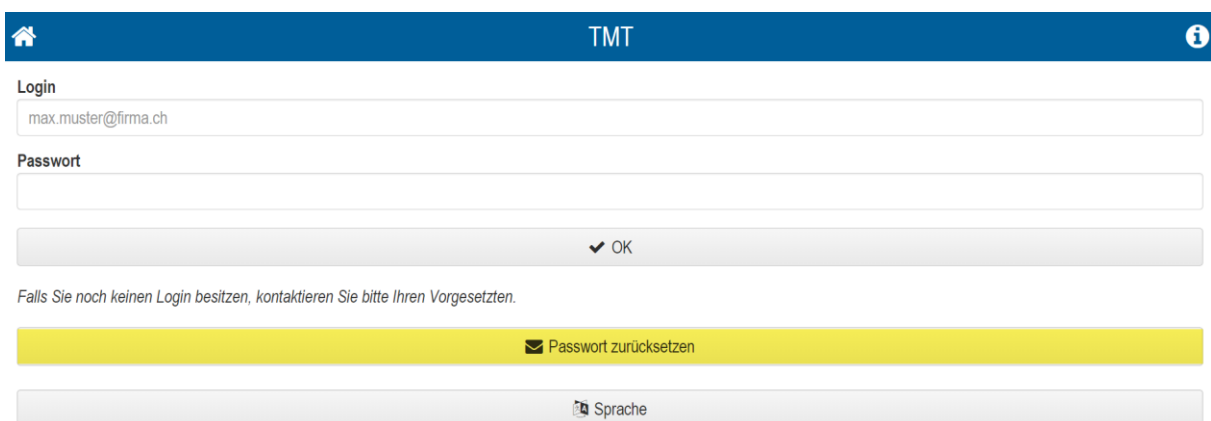 TMT
Login
max.muster@firma.ch
Passwort
OK
Falls Sie noch keinen Login besitzen, kontaktieren Sie bitte Ihren Vorgesetzten.
Passwort zurücksetzen
Sprache